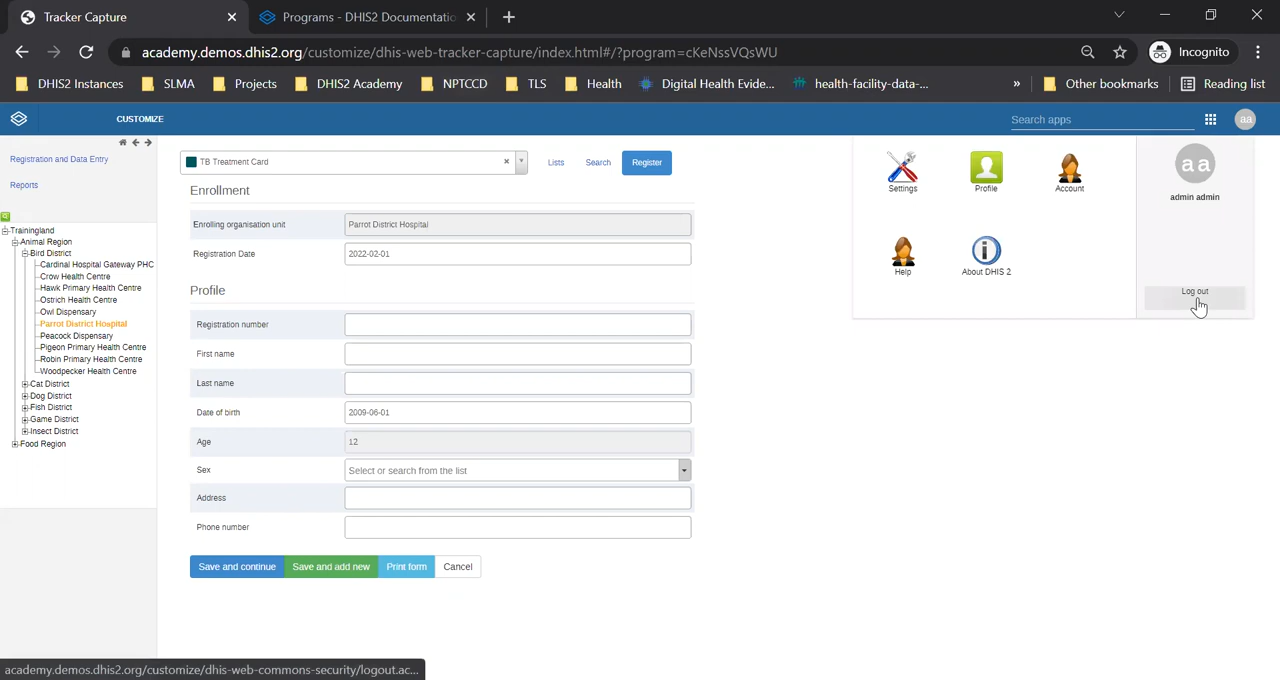 Tracker Capture
Programs - DHIS2 Documentatio
academy.demos.dhis2.org/customize/dhis-web-tracker-capture/index.html#/?program=cKeNssVQsWU
Incognito
DHIS2 Instances
SLMA
Projects
DHIS2 Academy
NPTCCD
TLS
Health
Digital Health Evide...
health-facility-data-...
»
Other bookmarks
Reading list
CUSTOMIZE
Search apps
aa
Registration and Data Entry
Reports
Trainingland
Animal Region
Bird District
Cardinal Hospital Gateway PHC
Crow Health Centre
Hawk Primary Health Centre
Ostrich Health Centre
Owl Dispensary
Parrot District Hospital
Peacock Dispensary
Pigeon Primary Health Centre
Robin Primary Health Centre
Woodpecker Health Centre
Cat District
Dog District
Fish District
Game District
Insect District
Food Region
TB Treatment Card
Lists
Search
Register
Enrollment
Enrolling organisation unit
Parrot District Hospital
Registration Date
2022-02-01
Profile
Registration number
First name
Last name
Date of birth
2009-06-01
Age
12
Sex
Select or search from the list
Address
Phone number
Save and continue
Save and add new
Print form
Cancel
Settings
Profile
Account
Help
About DHIS 2
aa
admin admin
Log out
academy.demos.dhis2.org/customize/dhis-web-commons-security/logout.ac...